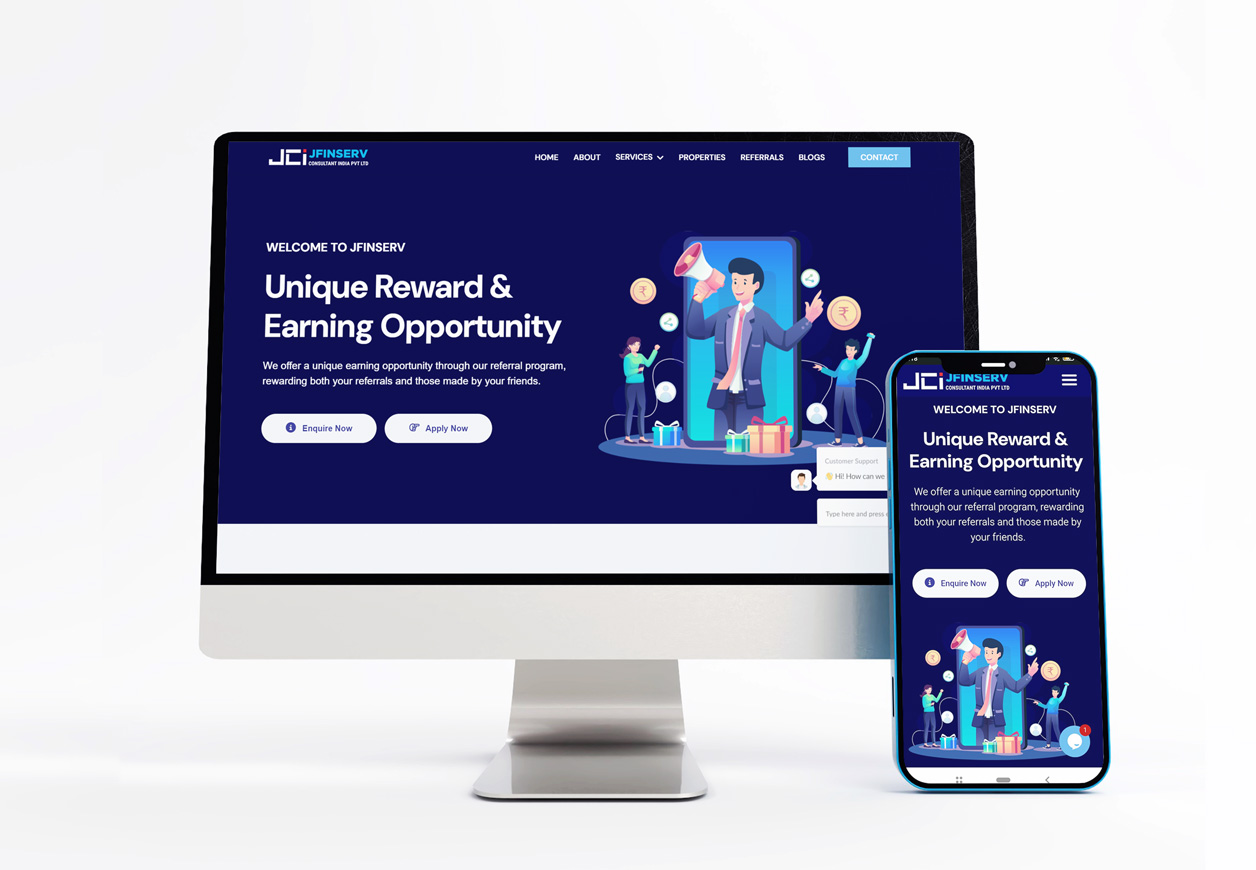 JCi JFINSERV
CONSULTANT INDIA PVT LTD
HOME ABOUT SERVICES PROPERTIES REFERRALS BLOGS CONTACT
WELCOME TO JFINSERV
Unique Reward &
Earning Opportunity
We offer a unique earning opportunity through our referral program,
rewarding both your referrals and those made by your friends.
Enquire Now Apply Now
₹
₹
Customer Support
Hi! How can we
Type here and press
JCi JFINSERV
CONSULTANT INDIA PVT LTD
WELCOME TO JFINSERV
Unique Reward &
Earning Opportunity
We offer a unique earning opportunity
through our referral program, rewarding
both your referrals and those made by
your friends.
Enquire Now Apply Now
₹
₹
1